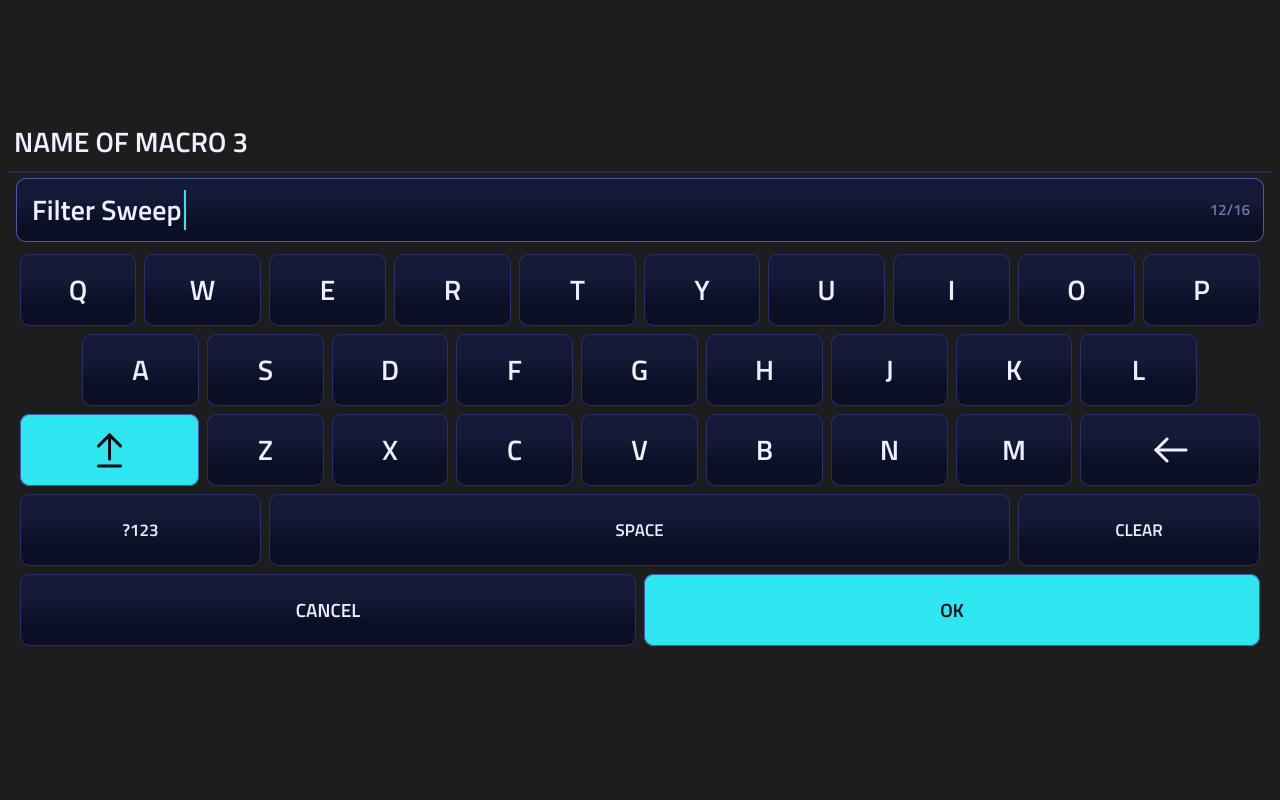 NAME OF MACRO 3
Filter Sweep 12/16
Q W E R T Y U I O P
A S D F G H J K L
Z X C V B N M
?123 SPACE CLEAR
CANCEL OK